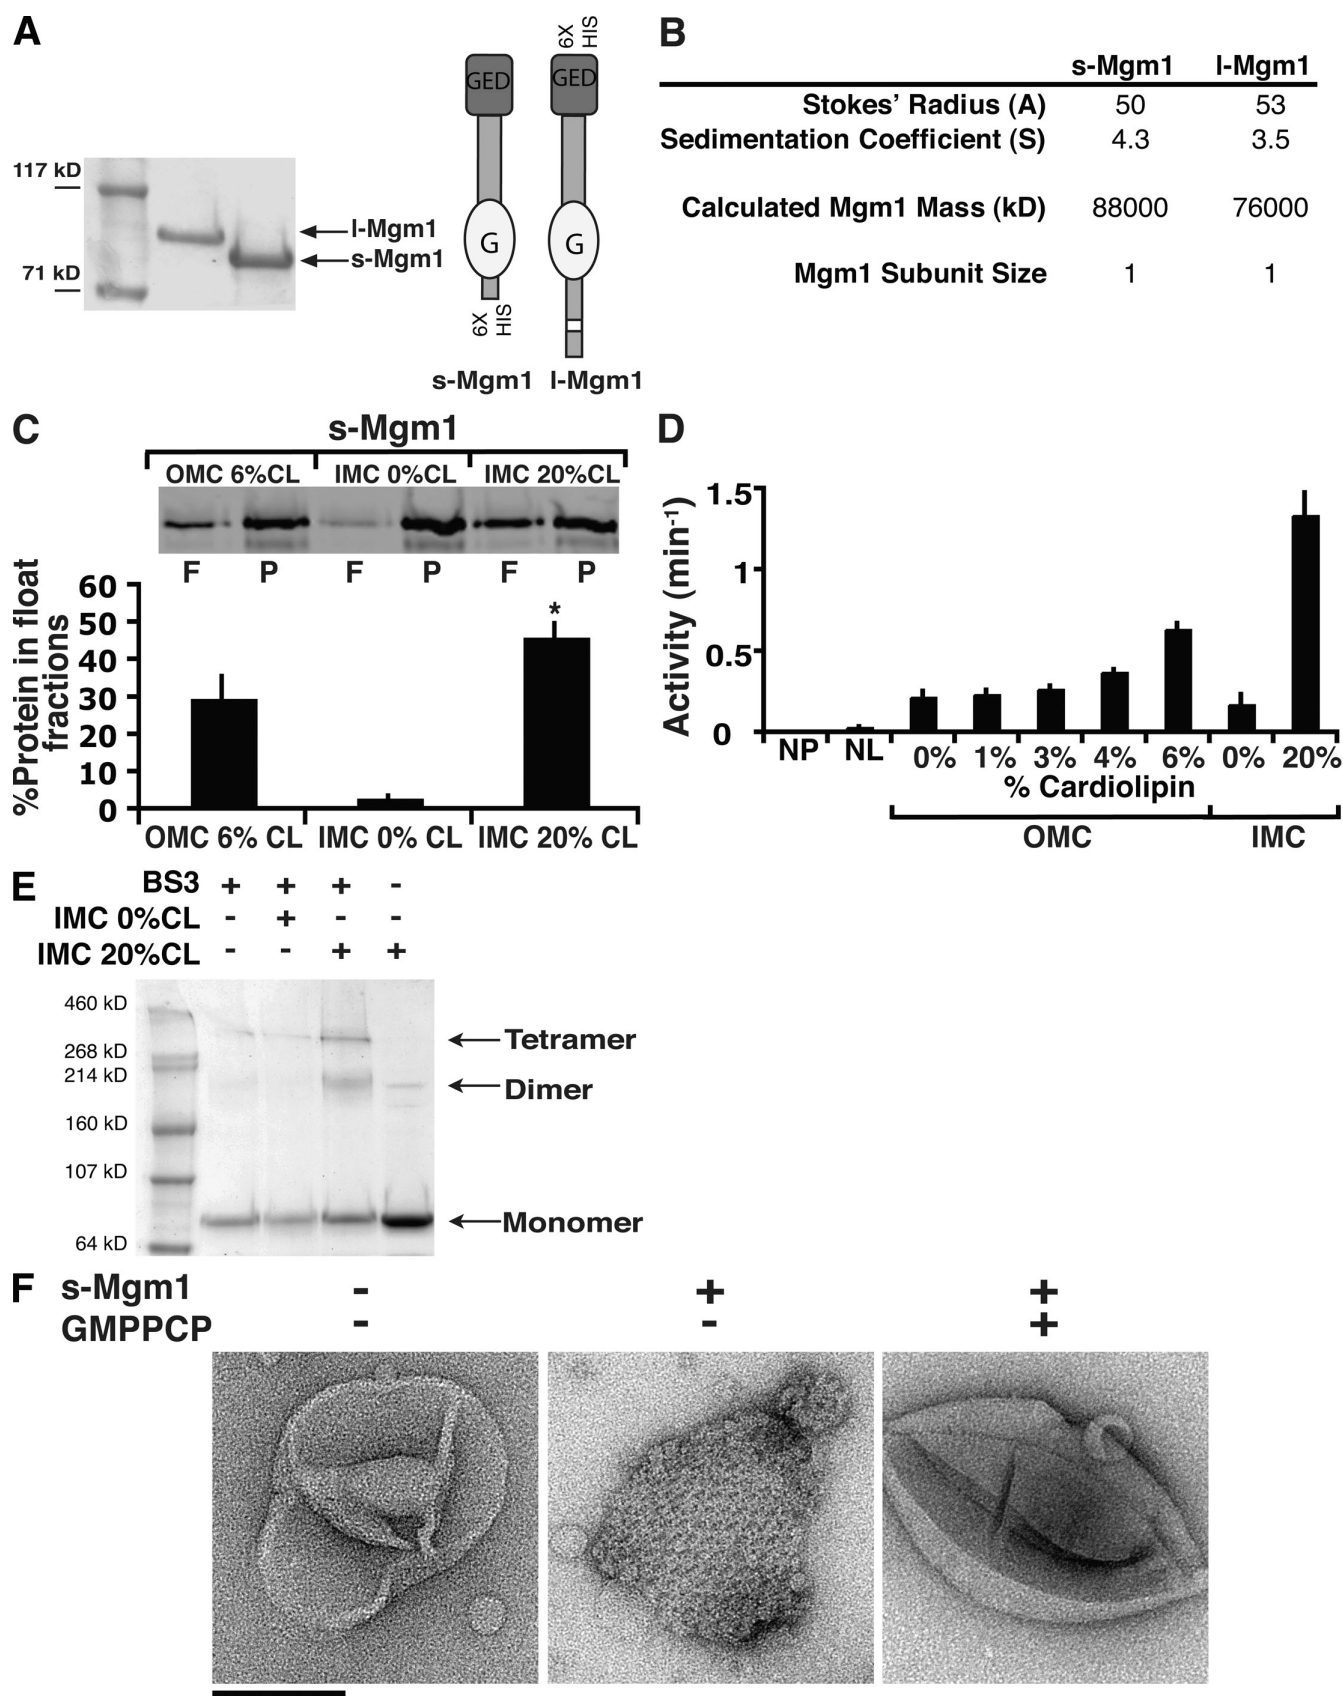 A
117 kD
71 kD
l-Mgm1
s-Mgm1
GED
G
6X HIS
s-Mgm1
6X HIS
GED
G
l-Mgm1
B
s-Mgm1 l-Mgm1
Stokes' Radius (A) 50 53
Sedimentation Coefficient (S) 4.3 3.5
Calculated Mgm1 Mass (kD) 88000 76000
Mgm1 Subunit Size 1 1
C
s-Mgm1
OMC 6%CL IMC 0%CL IMC 20%CL
F P F P F P
%Protein in float
fractions
60
50
40
30
20
10
0
*
OMC 6% CL IMC 0% CL IMC 20% CL
D
Activity (min-1)
1.5
1
0.5
0
NP NL 0% 1% 3% 4% 6% 0% 20%
% Cardiolipin
OMC IMC
E
BS3 + + + -
IMC 0%CL - + - -
IMC 20%CL - - + +
460 kD
268 kD
214 kD
160 kD
107 kD
64 kD
Tetramer
Dimer
Monomer
F
s-Mgm1 - + +
GMPPCP - - +